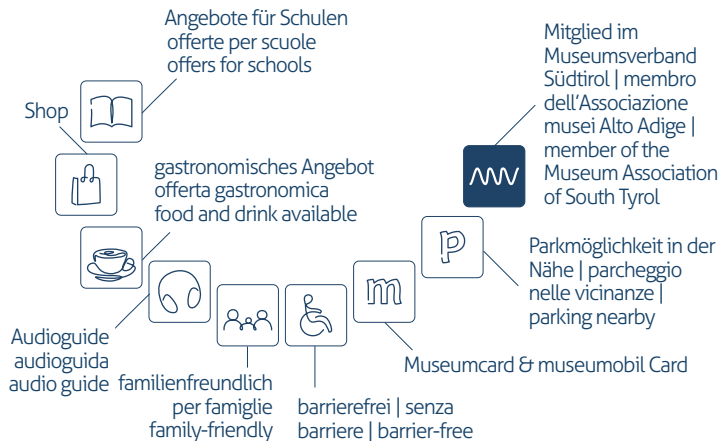 Angebote für Schulen
offerte per scuole
offers for schools
Shop
gastronomisches Angebot
offerta gastronomica
food and drink available
Audioguide
audioguida
audio guide
familienfreundlich
per famiglie
family-friendly
barrierefrei | senza
barriere | barrier-free
m
Museumcard & museumobil Card
p
Parkmöglichkeit in der
Nähe | parcheggio
nelle vicinanze |
parking nearby
Mitglied im
Museumsverband
Südtirol | membro
dell'Associazione
musei Alto Adige |
member of the
Museum Association
of South Tyrol